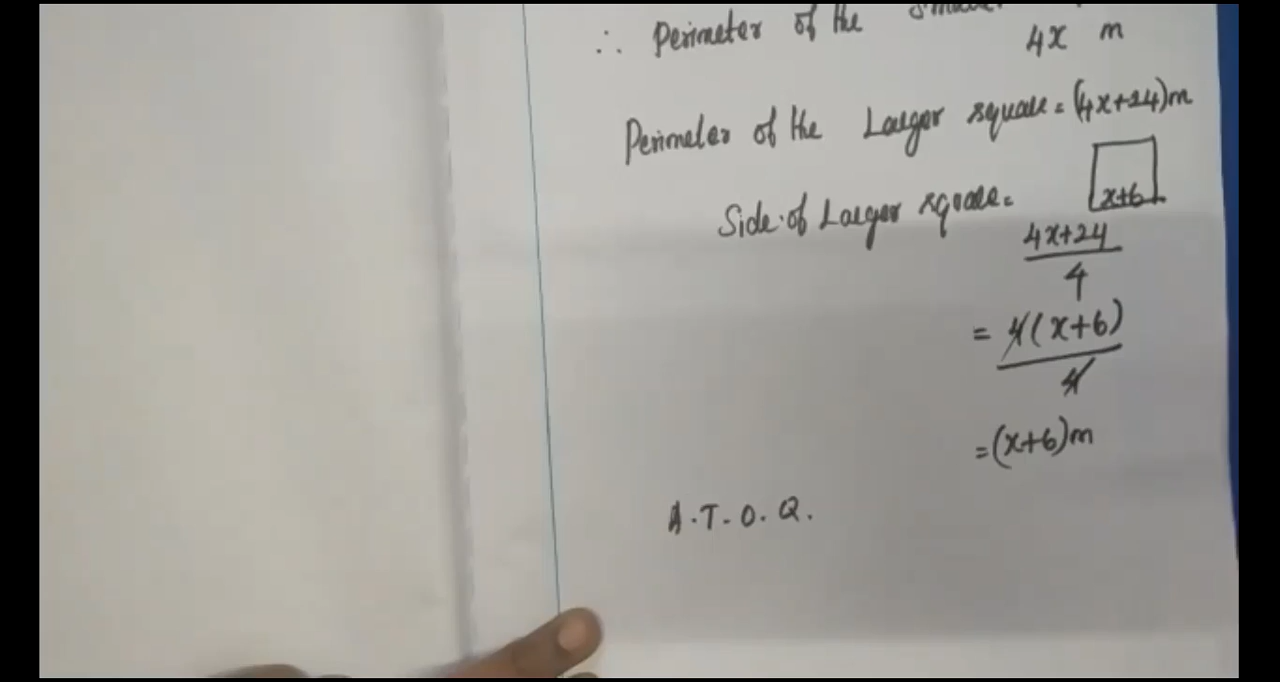 ∴ Perimeter of the
4x m
Perimeter of the Larger square = (4x+24)m
x+6
Side of Larger square =
4x+24
4
= 4(x+6)
4
= (x+6)m
A.T.O.Q.